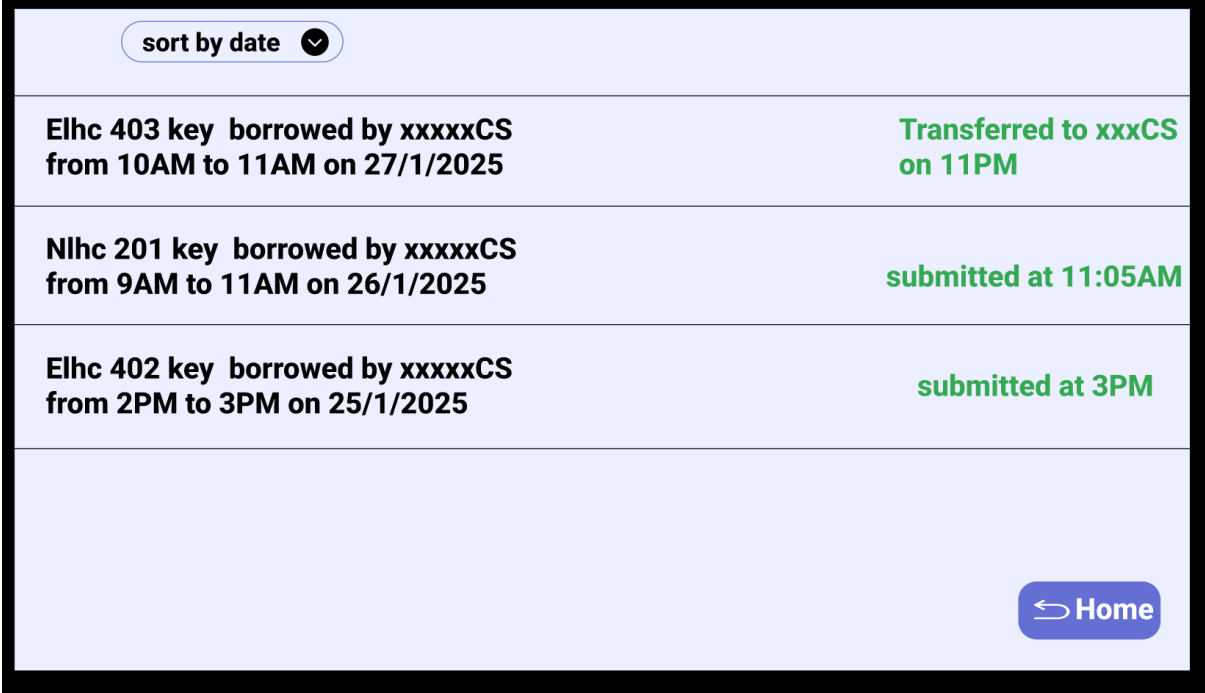 sort by date
Elhc 403 key  borrowed by xxxxxCS
from 10AM to 11AM on 27/1/2025
Transferred to xxxCS
on 11PM
Nlhc 201 key  borrowed by xxxxxCS
from 9AM to 11AM on 26/1/2025
submitted at 11:05AM
Elhc 402 key  borrowed by xxxxxCS
from 2PM to 3PM on 25/1/2025
submitted at 3PM
Home